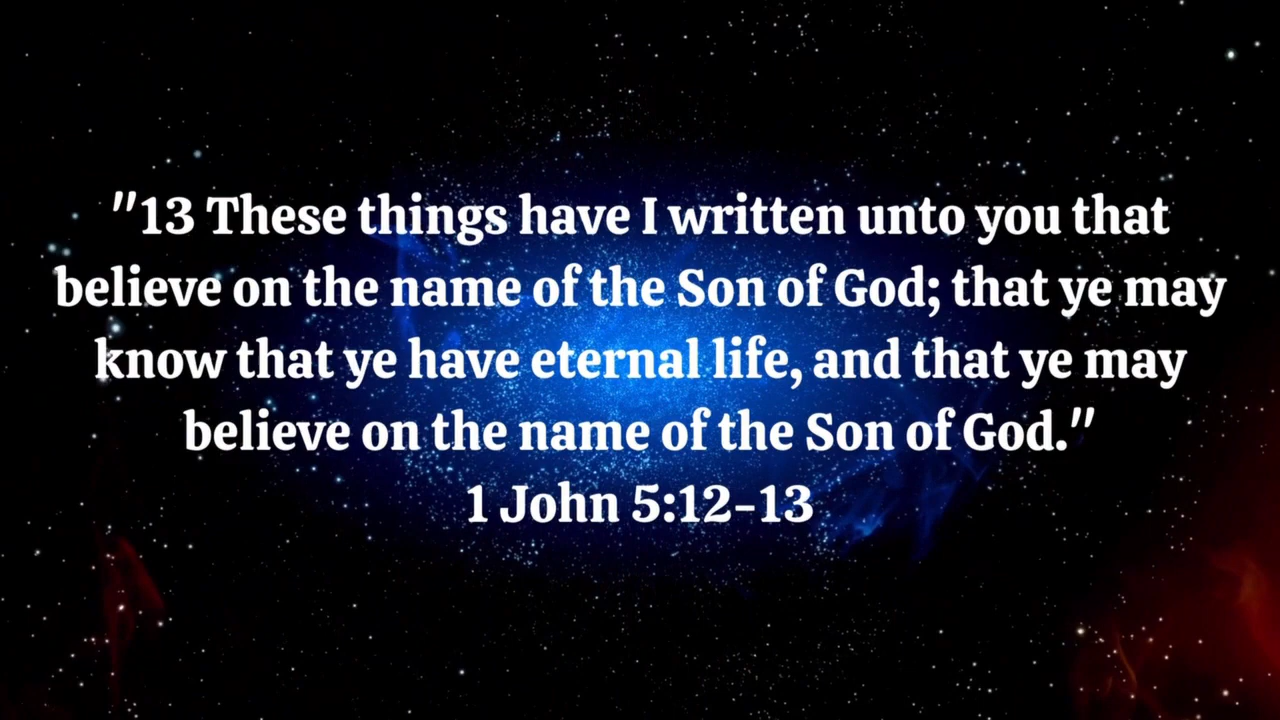 "13 These things have I written unto you that
believe on the name of the Son of God; that ye may
know that ye have eternal life, and that ye may
believe on the name of the Son of God."
1 John 5:12-13